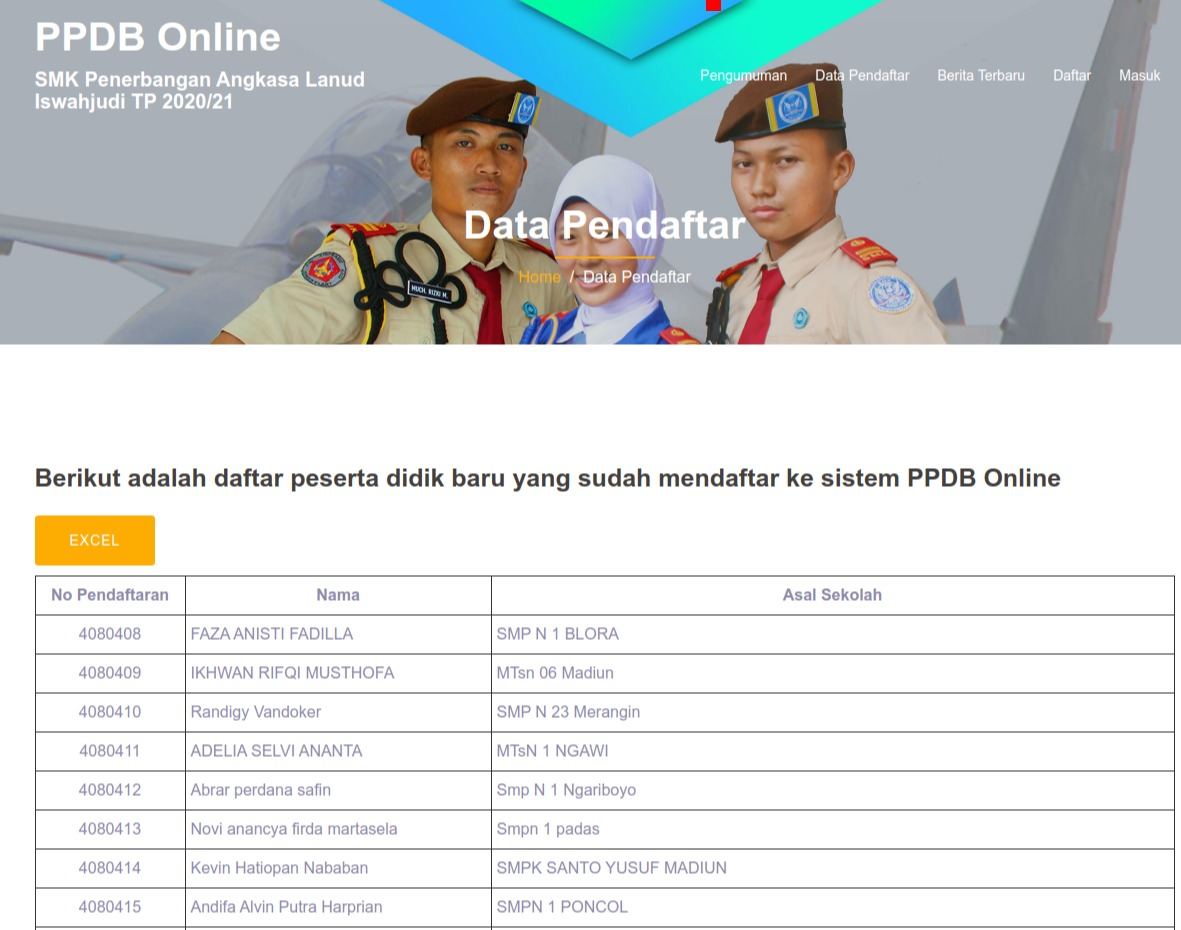 PPDB Online
SMK Penerbangan Angkasa Lanud
Iswahjudi TP 2020/21
Pengumuman Data Pendaftar Berita Terbaru Daftar Masuk
Data Pendaftar
Home / Data Pendaftar
MUCH. RIZKI M.
Berikut adalah daftar peserta didik baru yang sudah mendaftar ke sistem PPDB Online
EXCEL
No Pendaftaran Nama Asal Sekolah
4080408 FAZA ANISTI FADILLA SMP N 1 BLORA
4080409 IKHWAN RIFQI MUSTHOFA MTsn 06 Madiun
4080410 Randigy Vandoker SMP N 23 Merangin
4080411 ADELIA SELVI ANANTA MTsN 1 NGAWI
4080412 Abrar perdana safin Smp N 1 Ngariboyo
4080413 Novi anancya firda martasela Smpn 1 padas
4080414 Kevin Hatiopan Nababan SMPK SANTO YUSUF MADIUN
4080415 Andifa Alvin Putra Harprian SMPN 1 PONCOL